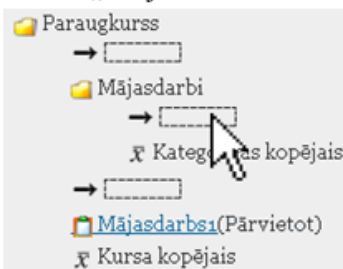 Paraugkurss
Mājasdarbi
x̄ kopējais
Mājasdarbs1(Pārvietot)
x̄ Kursa kopējais